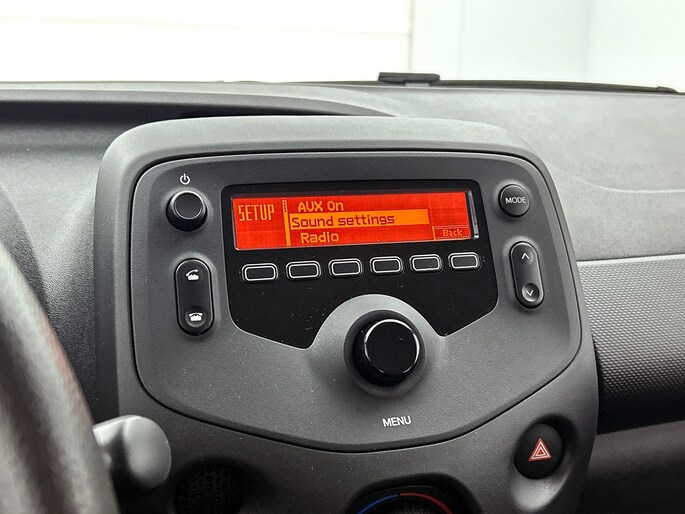 SETUP
AUX On
Sound settings
Radio
Back
MODE
MENU